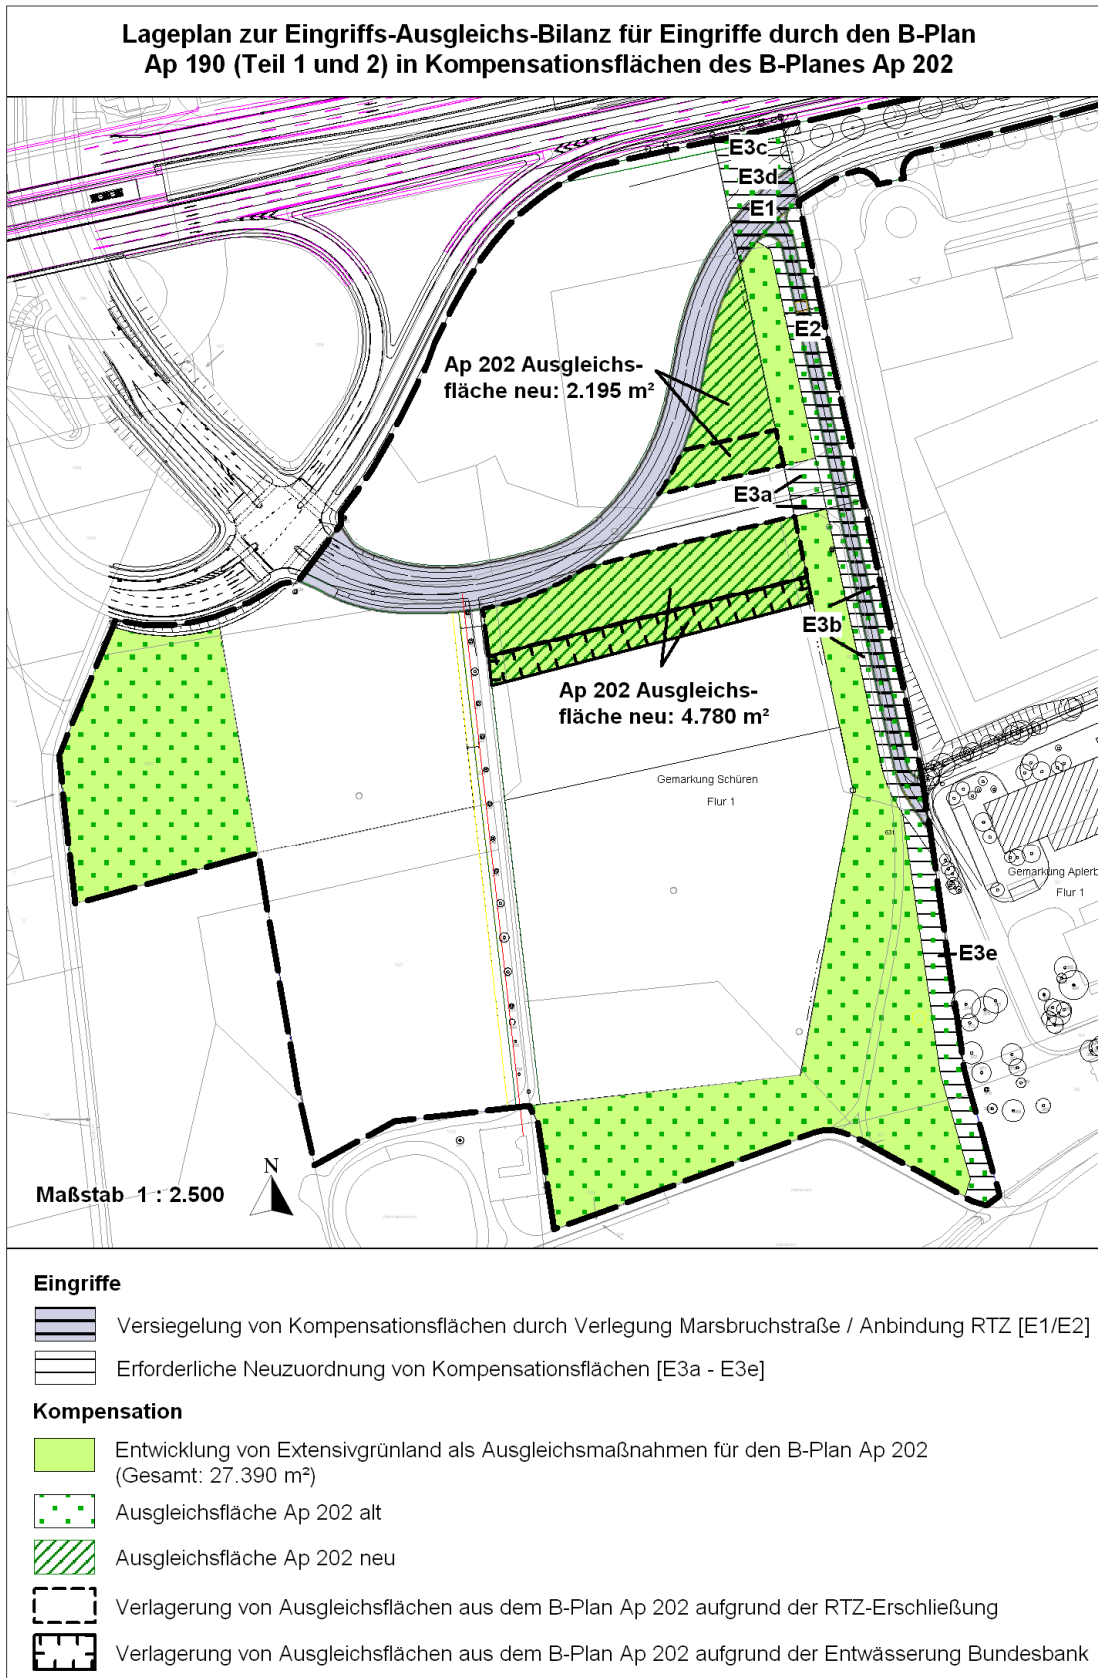 Lageplan zur Eingriffs-Ausgleichs-Bilanz für Eingriffe durch den B-Plan
Ap 190 (Teil 1 und 2) in Kompensationsflächen des B-Planes Ap 202
E3c
E3d
E1
E2
Ap 202 Ausgleichs-
fläche neu: 2.195 m²
E3a
E3b
Ap 202 Ausgleichs-
fläche neu: 4.780 m²
Gemarkung Schüren
Flur 1
631
Gemarkung Aplerb
Flur 1
E3e
N
Maßstab 1 : 2.500
Eingriffe
Versiegelung von Kompensationsflächen durch Verlegung Marsbruchstraße / Anbindung RTZ [E1/E2]
Erforderliche Neuzuordnung von Kompensationsflächen [E3a - E3e]
Kompensation
Entwicklung von Extensivgrünland als Ausgleichsmaßnahmen für den B-Plan Ap 202
(Gesamt: 27.390 m²)
Ausgleichsfläche Ap 202 alt
Ausgleichsfläche Ap 202 neu
Verlagerung von Ausgleichsflächen aus dem B-Plan Ap 202 aufgrund der RTZ-Erschließung
Verlagerung von Ausgleichsflächen aus dem B-Plan Ap 202 aufgrund der Entwässerung Bundesbank